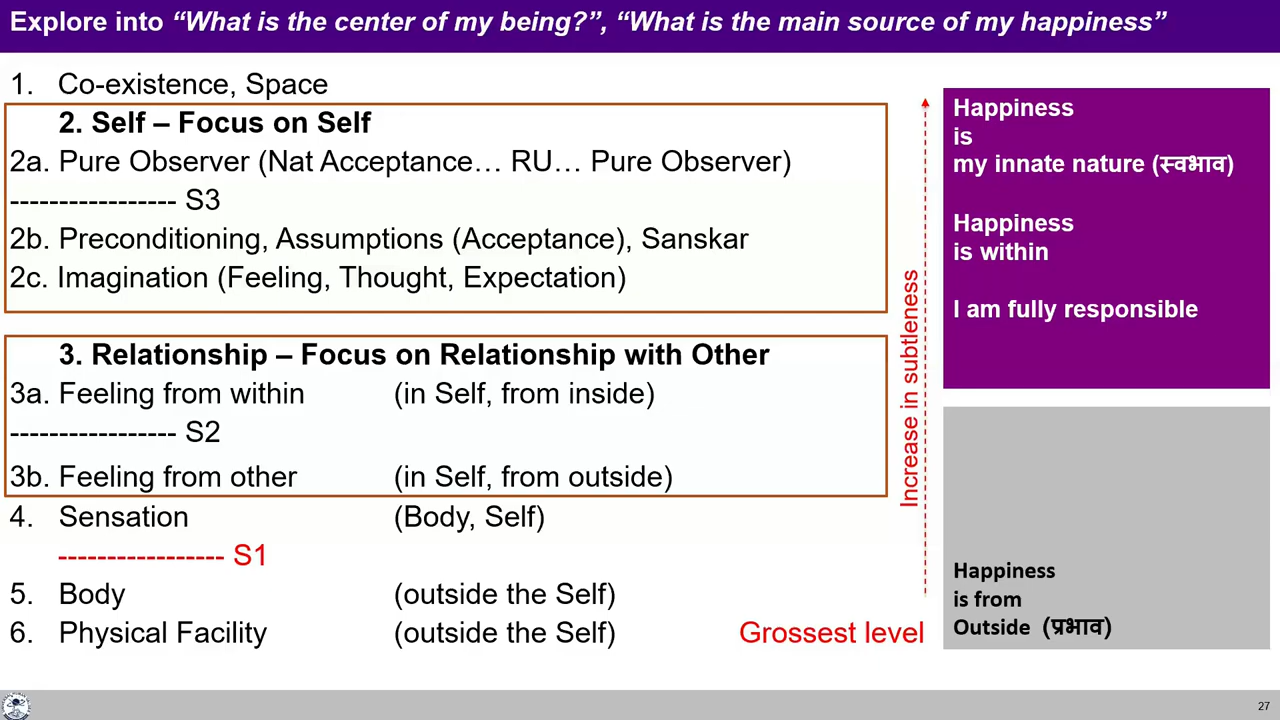 Explore into “What is the center of my being?”, “What is the main source of my happiness”
1. Co-existence, Space
2. Self – Focus on Self
2a. Pure Observer (Nat Acceptance… RU… Pure Observer)
----------------- S3
2b. Preconditioning, Assumptions (Acceptance), Sanskar
2c. Imagination (Feeling, Thought, Expectation)
3. Relationship – Focus on Relationship with Other
3a. Feeling from within (in Self, from inside)
----------------- S2
3b. Feeling from other (in Self, from outside)
4. Sensation (Body, Self)
----------------- S1
5. Body (outside the Self)
6. Physical Facility (outside the Self) Grossest level
Increase in subtleness
Happiness
is
my innate nature (स्वभाव)
Happiness
is within
I am fully responsible
Happiness
is from
Outside (प्रभाव)
27